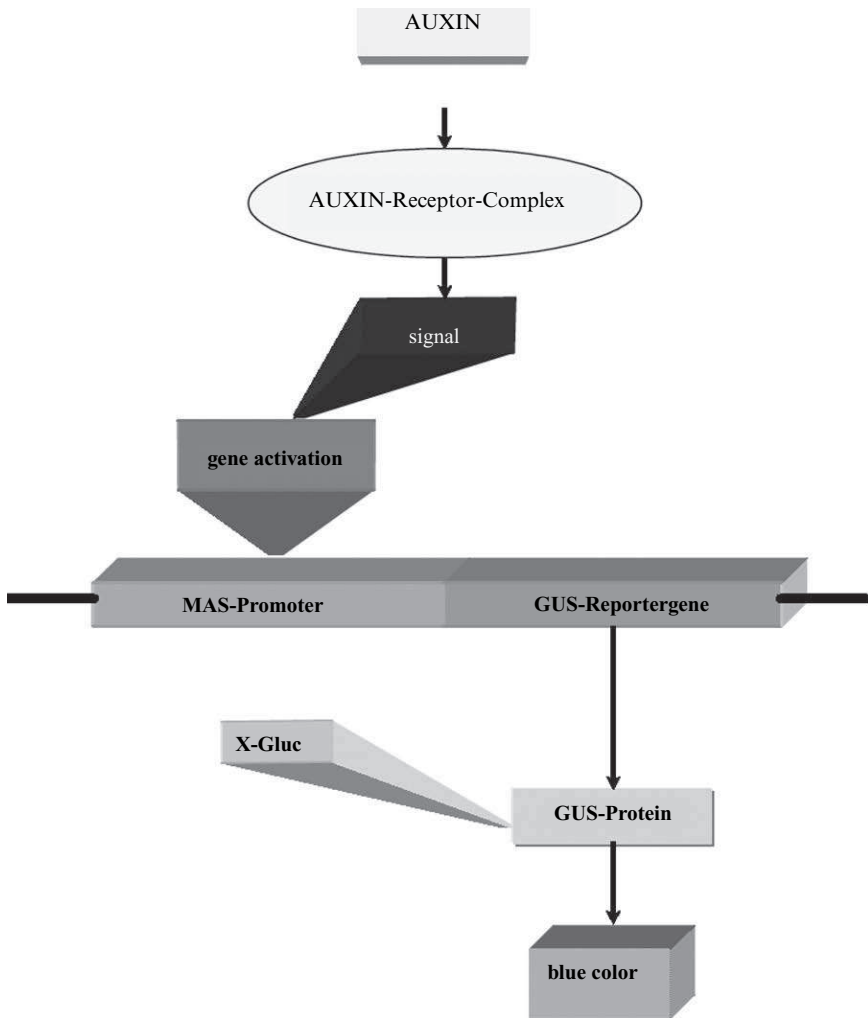 AUXIN
AUXIN-Receptor-Complex
signal
gene activation
MAS-Promoter
GUS-Reportergene
X-Gluc
GUS-Protein
blue color